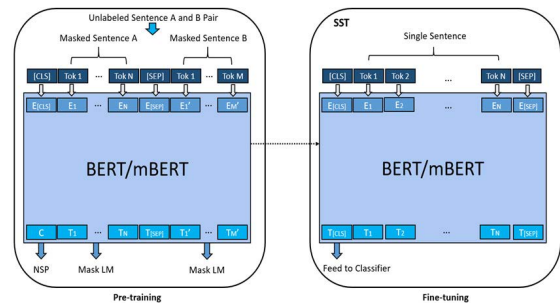 Unlabeled Sentence A and B Pair
Masked Sentence A Masked Sentence B
[CLS] Tok 1 ... Tok N [SEP] Tok 1 ... Tok M
E[CLS] E1 ... EN E[SEP] E1' ... EM'
BERT/mBERT
C T1 ... TN T[SEP] T1' ... TM'
NSP Mask LM Mask LM
Pre-training
SST
Single Sentence
[CLS] Tok 1 Tok 2 ... Tok N [SEP]
E[CLS] E1 E2 ... EN E[SEP]
BERT/mBERT
T[CLS] T1 T2 ... TN T[SEP]
Feed to Classifier
Fine-tuning